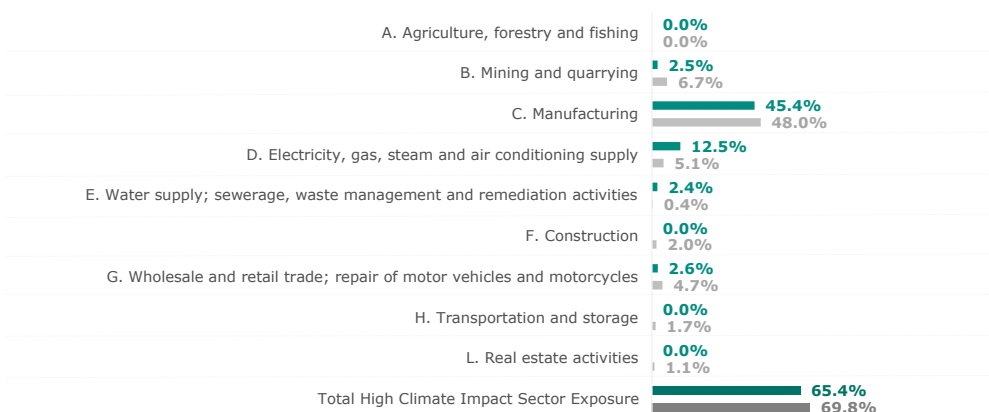 A. Agriculture, forestry and fishing
0.0%
0.0%
B. Mining and quarrying
2.5%
6.7%
C. Manufacturing
45.4%
48.0%
D. Electricity, gas, steam and air conditioning supply
12.5%
5.1%
E. Water supply; sewerage, waste management and remediation activities
2.4%
0.4%
F. Construction
0.0%
2.0%
G. Wholesale and retail trade; repair of motor vehicles and motorcycles
2.6%
4.7%
H. Transportation and storage
0.0%
1.7%
L. Real estate activities
0.0%
1.1%
Total High Climate Impact Sector Exposure
65.4%
69.8%